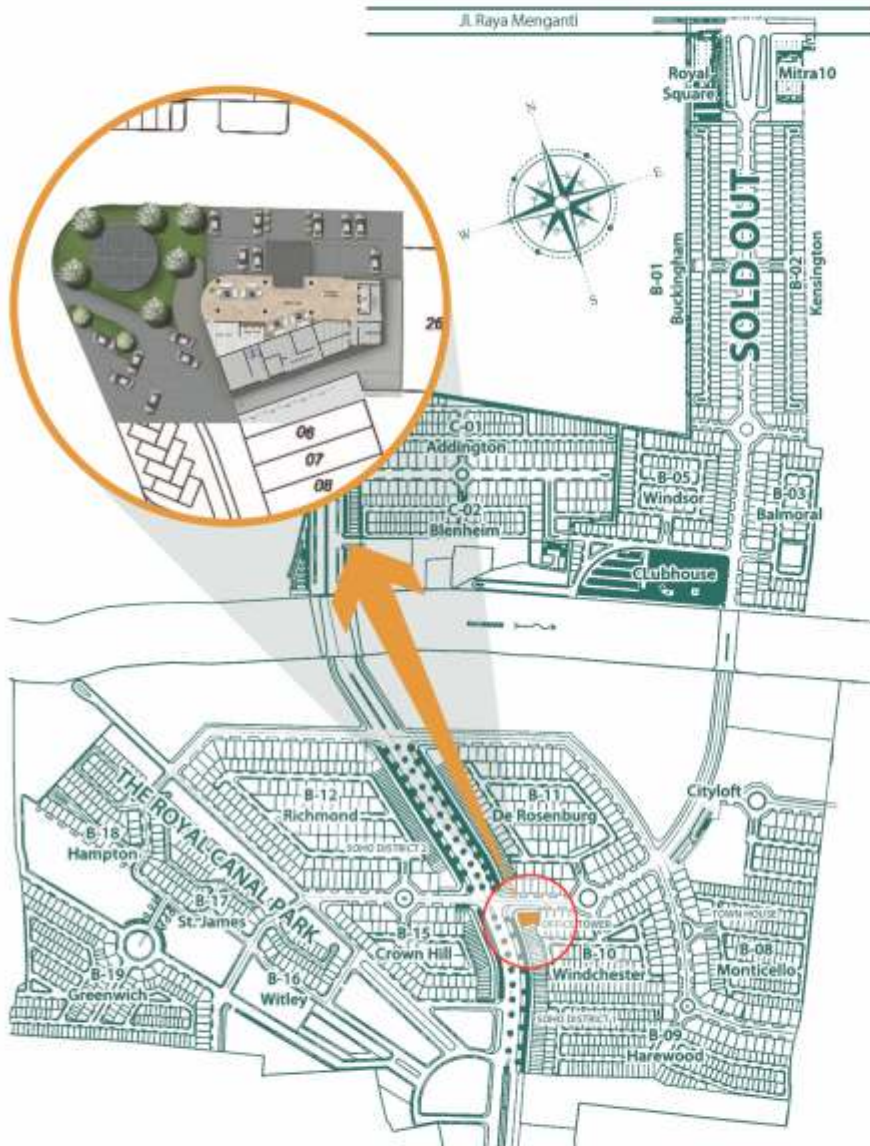 Jl. Raya Menganti
Royal
Square
Mitra10
N
E
W
S
SOLD OUT
B-01
Buckingham
B-02
Kensington
26
06
07
08
C-01
Addington
C-02
Blenheim
B-05
Windsor
B-03
Balmoral
Clubhouse
Cityloft
B-12
Richmond
B-11
De Rosenburg
SOHO DISTRICT 2
THE ROYAL CANAL PARK
B-18
Hampton
B-17
St. James
B-15
Crown Hill
B-16
Witley
B-19
Greenwich
OFFICE TOWER
B-10
Windchester
TOWN HOUSE
B-08
Monticello
SOHO DISTRICT 1
B-09
Harewood